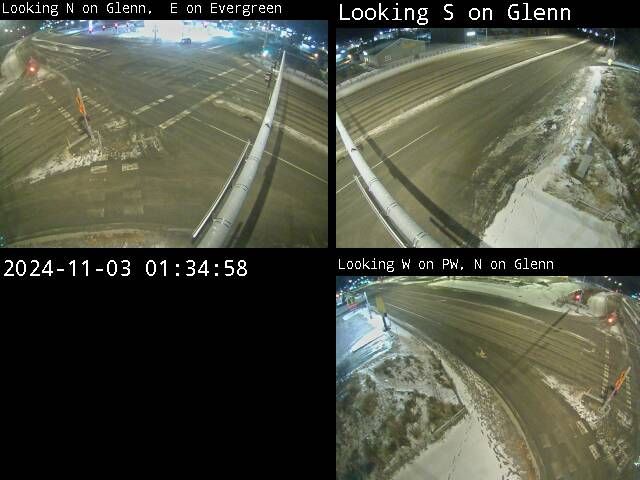 Looking N on Glenn, E on Evergreen
Looking S on Glenn
2024-11-03 01:34:58
Looking W on PW, N on Glenn